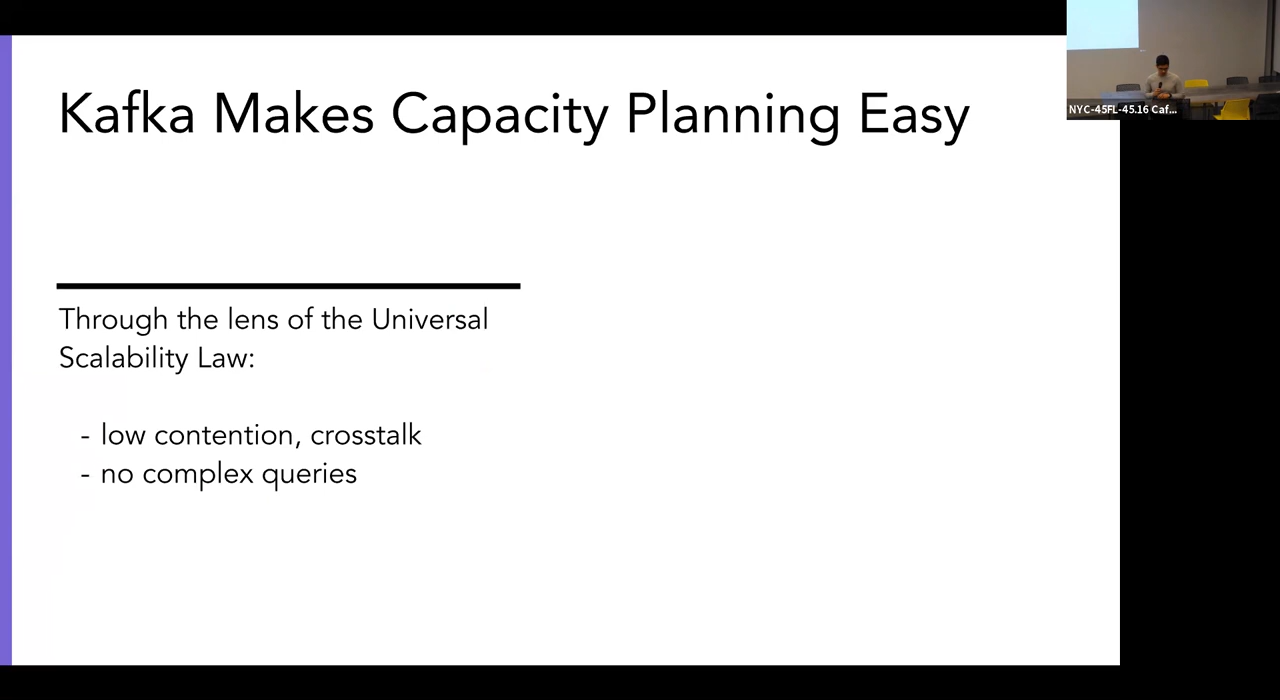 Kafka Makes Capacity Planning Easy
NYC-45FL-45.16 Caf...
Through the lens of the Universal
Scalability Law:
- low contention, crosstalk
- no complex queries